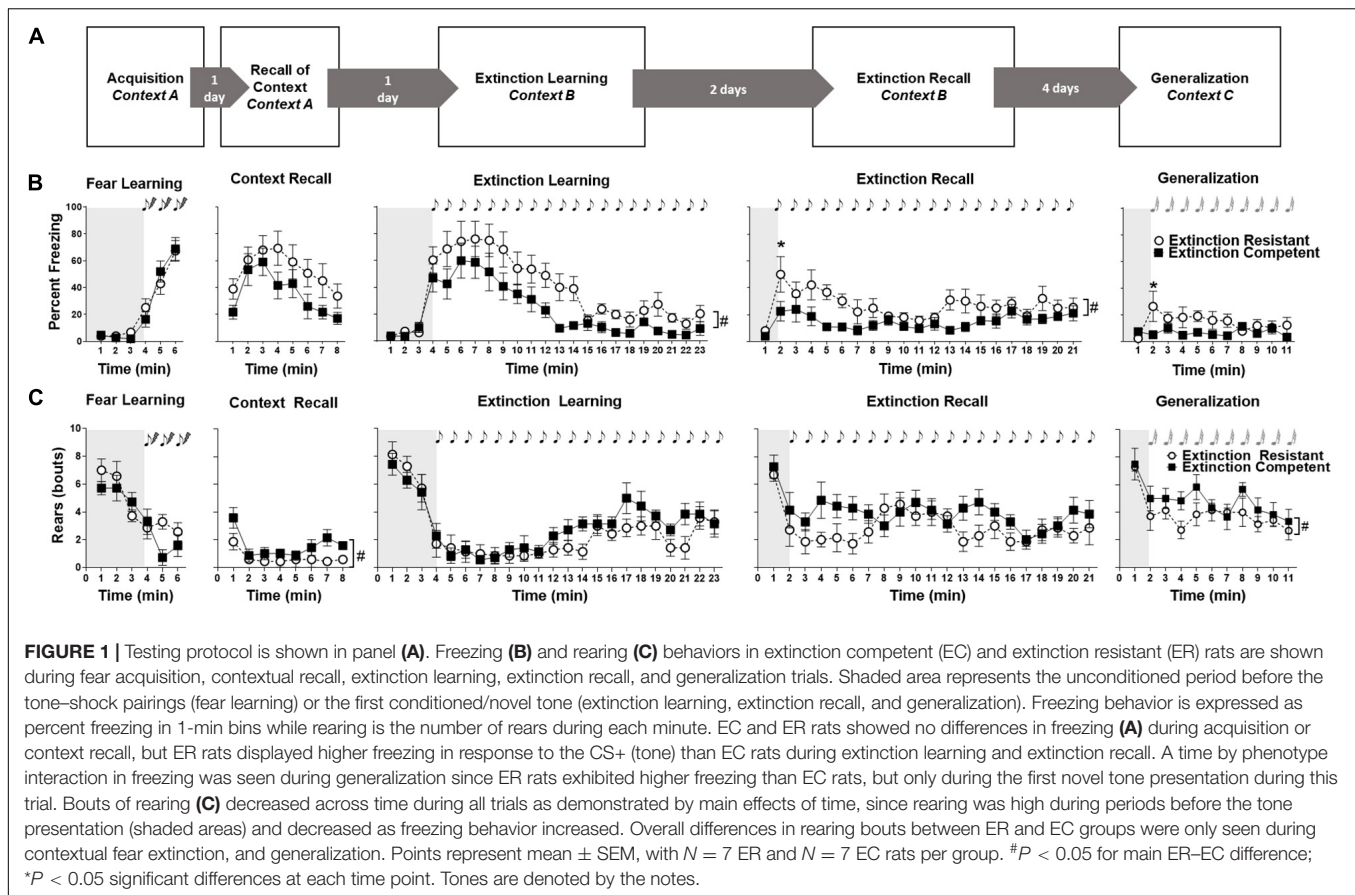 A
Acquisition
Context A
1
day
Recall of
Context
Context A
1
day
Extinction Learning
Context B
2 days
Extinction Recall
Context B
4 days
Generalization
Context C
B
Fear Learning
Context Recall
Extinction Learning
Extinction Recall
Generalization
Percent Freezing
100
80
60
40
20
0
*
*
#
#
Extinction Resistant
Extinction Competent
1 2 3 4 5 6
1 2 3 4 5 6 7 8
1 2 3 4 5 6 7 8 9 10 11 12 13 14 15 16 17 18 19 20 21 22 23
1 2 3 4 5 6 7 8 9 10 11 12 13 14 15 16 17 18 19 20 21
1 2 3 4 5 6 7 8 9 10 11
Time (min)
Time (min)
Time (min)
Time (min)
Time (min)
C
Fear Learning
Context Recall
Extinction Learning
Extinction Recall
Generalization
Rears (bouts)
10
8
6
4
2
0
#
#
Extinction Resistant
Extinction Competent
0 1 2 3 4 5 6
0 1 2 3 4 5 6 7 8
0 1 2 3 4 5 6 7 8 9 10 11 12 13 14 15 16 17 18 19 20 21 22 23
0 1 2 3 4 5 6 7 8 9 10 11 12 13 14 15 16 17 18 19 20 21
0 1 2 3 4 5 6 7 8 9 10 11
Time (min)
Time (min)
Time (min)
Time (min)
Time (min)
FIGURE 1 | Testing protocol is shown in panel (A). Freezing (B) and rearing (C) behaviors in extinction competent (EC) and extinction resistant (ER) rats are shown
during fear acquisition, contextual recall, extinction learning, extinction recall, and generalization trials. Shaded area represents the unconditioned period before the
tone–shock pairings (fear learning) or the first conditioned/novel tone (extinction learning, extinction recall, and generalization). Freezing behavior is expressed as
percent freezing in 1-min bins while rearing is the number of rears during each minute. EC and ER rats showed no differences in freezing (A) during acquisition or
context recall, but ER rats displayed higher freezing in response to the CS+ (tone) than EC rats during extinction learning and extinction recall. A time by phenotype
interaction in freezing was seen during generalization since ER rats exhibited higher freezing than EC rats, but only during the first novel tone presentation during this
trial. Bouts of rearing (C) decreased across time during all trials as demonstrated by main effects of time, since rearing was high during periods before the tone
presentation (shaded areas) and decreased as freezing behavior increased. Overall differences in rearing bouts between ER and EC groups were only seen during
contextual fear extinction, and generalization. Points represent mean ± SEM, with N = 7 ER and N = 7 EC rats per group. #P < 0.05 for main ER–EC difference;
*P < 0.05 significant differences at each time point. Tones are denoted by the notes.